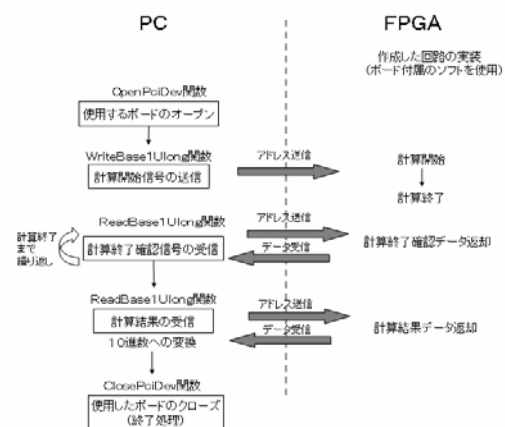 PC
FPGA
作成した回路の実装
(ボード付属のソフトを使用)
OpenPciDev関数
使用するボードのオープン
WriteBase1Ulong関数
計算開始信号の送信
アドレス送信
計算開始
計算終了
ReadBase1Ulong関数
計算終了確認信号の受信
計算終了
まで
繰り返し
アドレス送信
データ受信
計算終了確認データ返却
ReadBase1Ulong関数
計算結果の受信
10進数への変換
アドレス送信
データ受信
計算結果データ返却
ClosePciDev関数
使用したボードのクローズ
(終了処理)